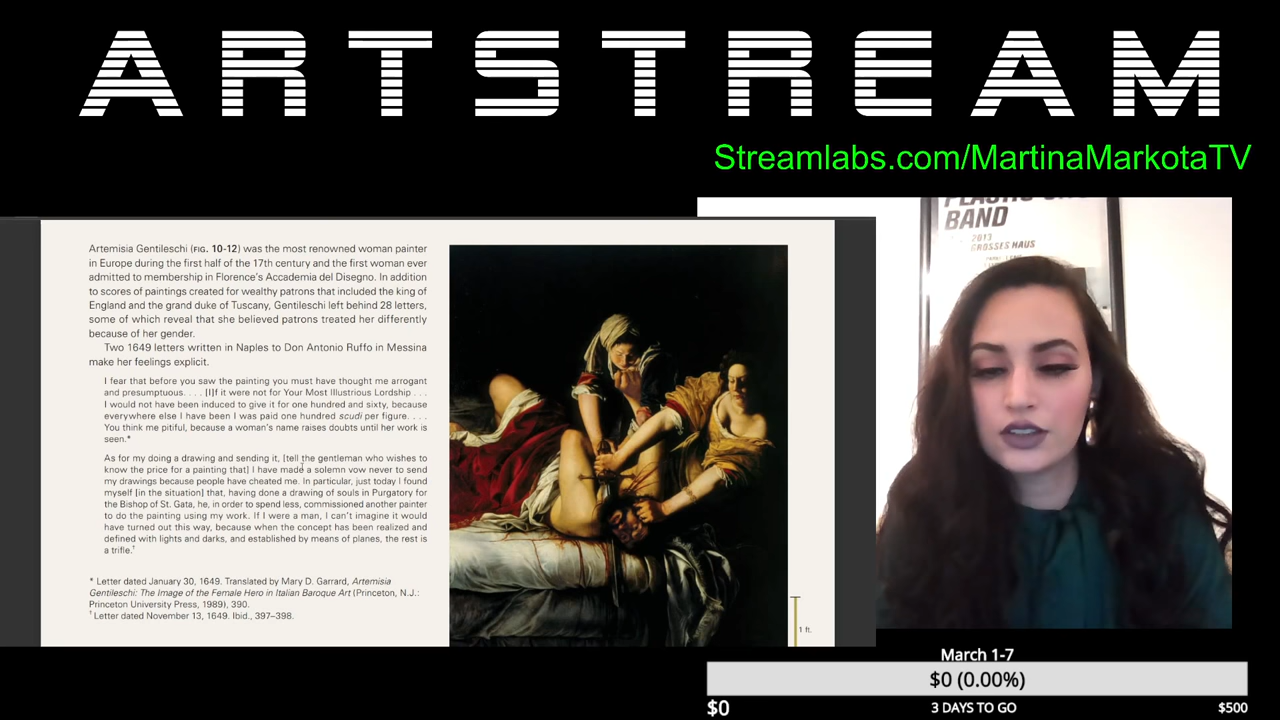 ARTSTREAM
Streamlabs.com/MartinaMarkotaTV
BAND
2013
GROSSES HAUS
Artemisia Gentileschi (FIG. 10-12) was the most renowned woman painter
in Europe during the first half of the 17th century and the first woman ever
admitted to membership in Florence's Accademia del Disegno. In addition
to scores of paintings created for wealthy patrons that included the king of
England and the grand duke of Tuscany, Gentileschi left behind 28 letters,
some of which reveal that she believed patrons treated her differently
because of her gender.
Two 1649 letters written in Naples to Don Antonio Ruffo in Messina
make her feelings explicit.
I fear that before you saw the painting you must have thought me arrogant
and presumptuous. . . . [I]f it were not for Your Most Illustrious Lordship . . .
I would not have been induced to give it for one hundred and sixty, because
everywhere else I have been I was paid one hundred scudi per figure. . . .
You think me pitiful, because a woman's name raises doubts until her work is
seen.*
As for my doing a drawing and sending it, [tell the gentleman who wishes to
know the price for a painting that] I have made a solemn vow never to send
my drawings because people have cheated me. In particular, just today I found
myself [in the situation] that, having done a drawing of souls in Purgatory for
the Bishop of St. Gata, he, in order to spend less, commissioned another painter
to do the painting using my work. If I were a man, I can't imagine it would
have turned out this way, because when the concept has been realized and
defined with lights and darks, and established by means of planes, the rest is
a trifle.†
* Letter dated January 30, 1649. Translated by Mary D. Garrard, Artemisia
Gentileschi: The Image of the Female Hero in Italian Baroque Art (Princeton, N.J.:
Princeton University Press, 1989), 390.
† Letter dated November 13, 1649. Ibid., 397–398.
1 ft.
March 1-7
$0 (0.00%)
$0 3 DAYS TO GO $500